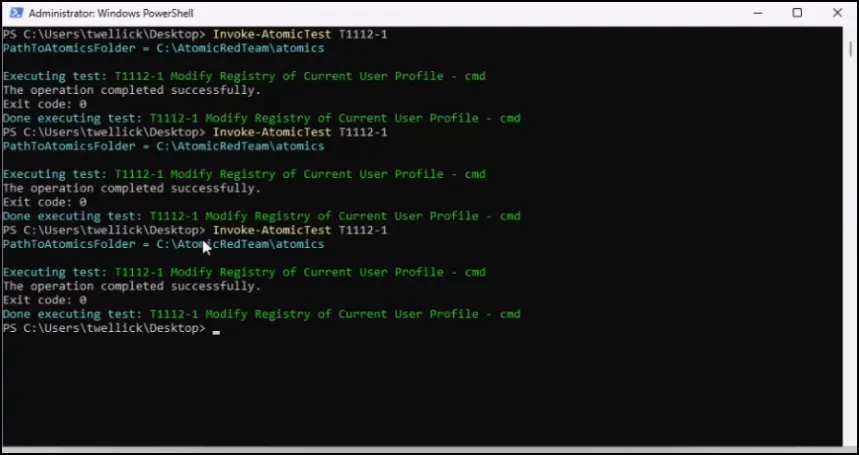 Administrator: Windows PowerShell
PS C:\Users\twellick\Desktop> Invoke-AtomicTest T1112-1
PathToAtomicsFolder = C:\AtomicRedTeam\atomics
Executing test: T1112-1 Modify Registry of Current User Profile - cmd
The operation completed successfully.
Exit code: 0
Done executing test: T1112-1 Modify Registry of Current User Profile - cmd
PS C:\Users\twellick\Desktop> Invoke-AtomicTest T1112-1
PathToAtomicsFolder = C:\AtomicRedTeam\atomics
Executing test: T1112-1 Modify Registry of Current User Profile - cmd
The operation completed successfully.
Exit code: 0
Done executing test: T1112-1 Modify Registry of Current User Profile - cmd
PS C:\Users\twellick\Desktop> Invoke-AtomicTest T1112-1
PathToAtomicsFolder = C:\AtomicRedTeam\atomics
Executing test: T1112-1 Modify Registry of Current User Profile - cmd
The operation completed successfully.
Exit code: 0
Done executing test: T1112-1 Modify Registry of Current User Profile - cmd
PS C:\Users\twellick\Desktop> _